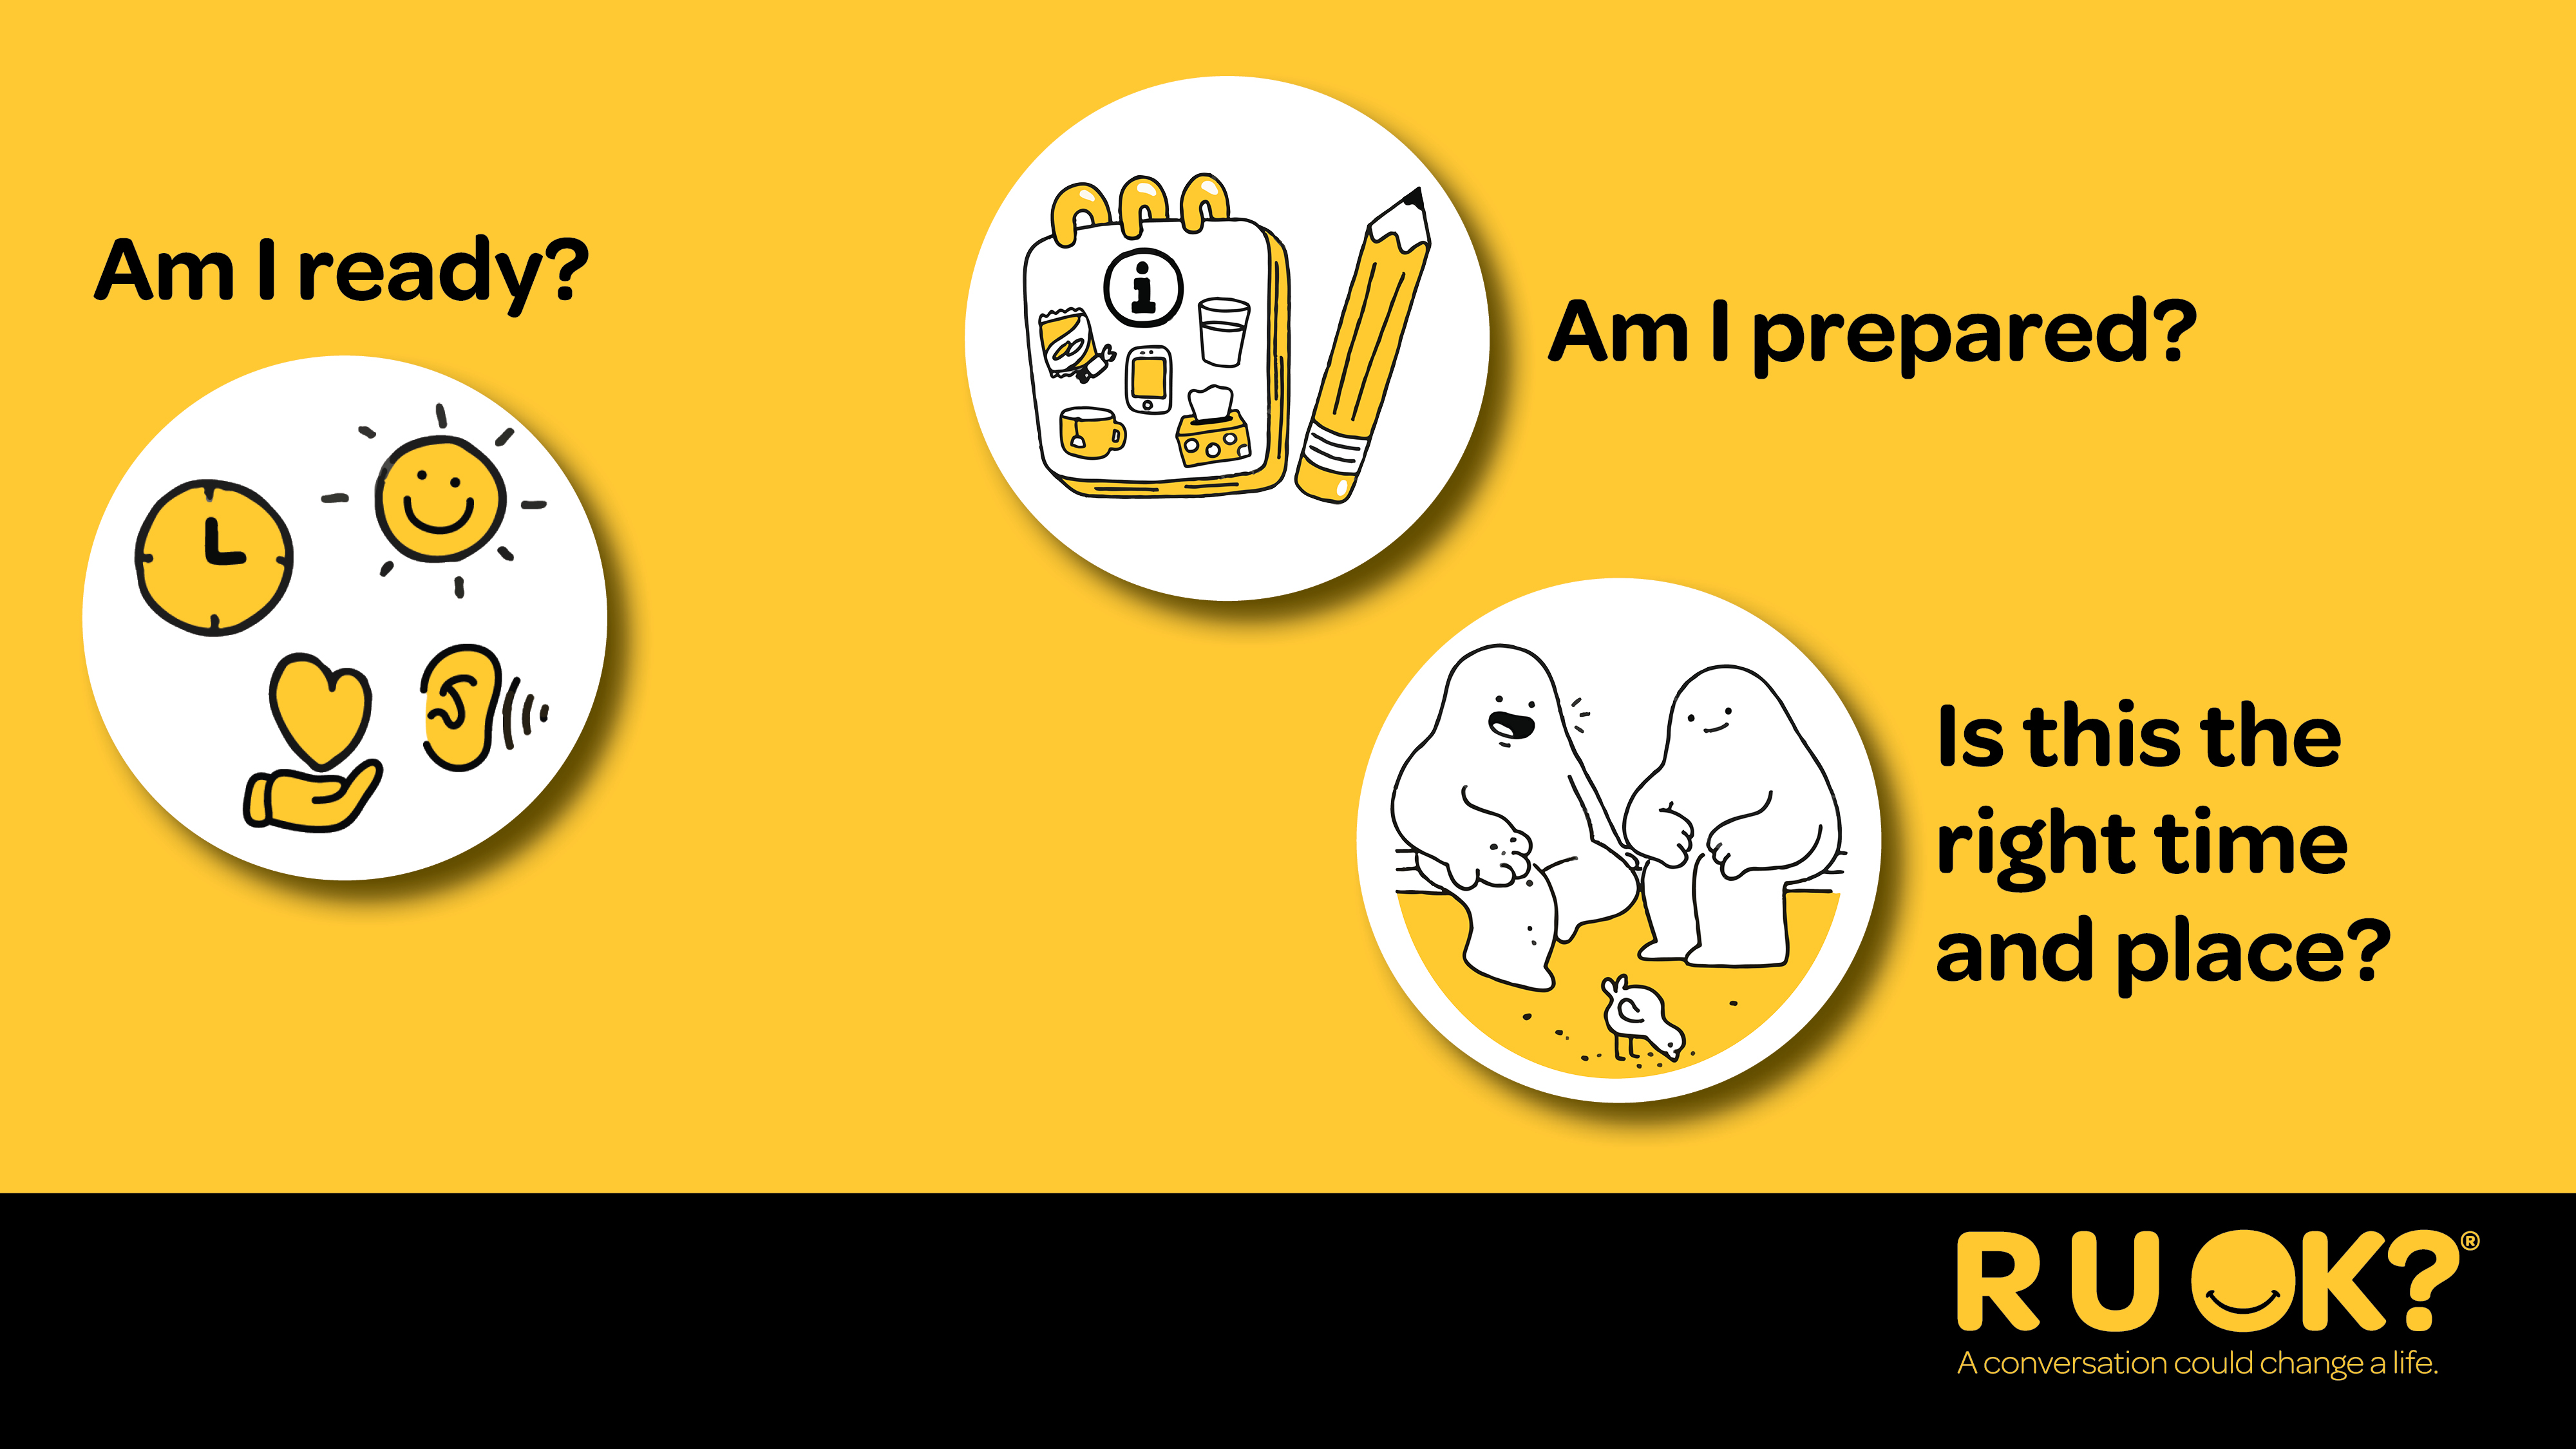 Am I ready?
i
Am I prepared?
Is this the
right time
and place?
R U OK?®
A conversation could change a life.